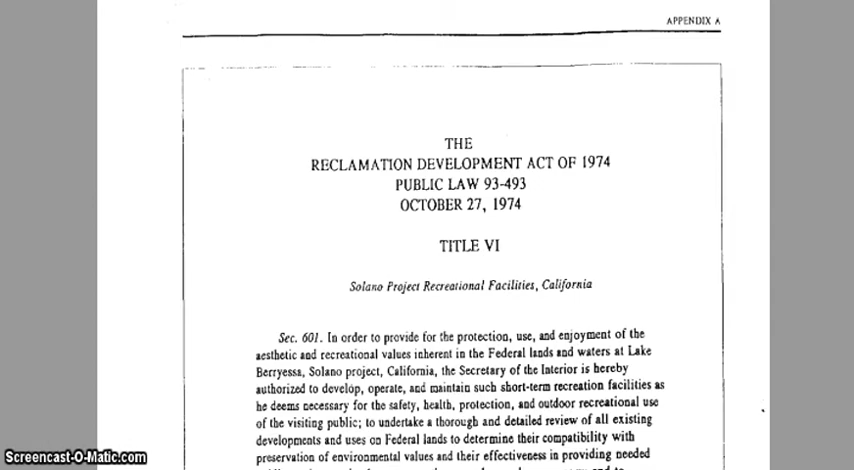 APPENDIX A
THE
RECLAMATION DEVELOPMENT ACT OF 1974
PUBLIC LAW 93-493
OCTOBER 27, 1974
TITLE VI
Solano Project Recreational Facilities, California
Sec. 601. In order to provide for the protection, use, and enjoyment of the
aesthetic and recreational values inherent in the Federal lands and waters at Lake
Berryessa, Solano project, California, the Secretary of the Interior is hereby
authorized to develop, operate, and maintain such short-term recreation facilities as
he deems necessary for the safety, health, protection, and outdoor recreational use
of the visiting public; to undertake a thorough and detailed review of all existing
developments and uses on Federal lands to determine their compatibility with
preservation of environmental values and their effectiveness in providing needed
Screencast-O-Matic.com